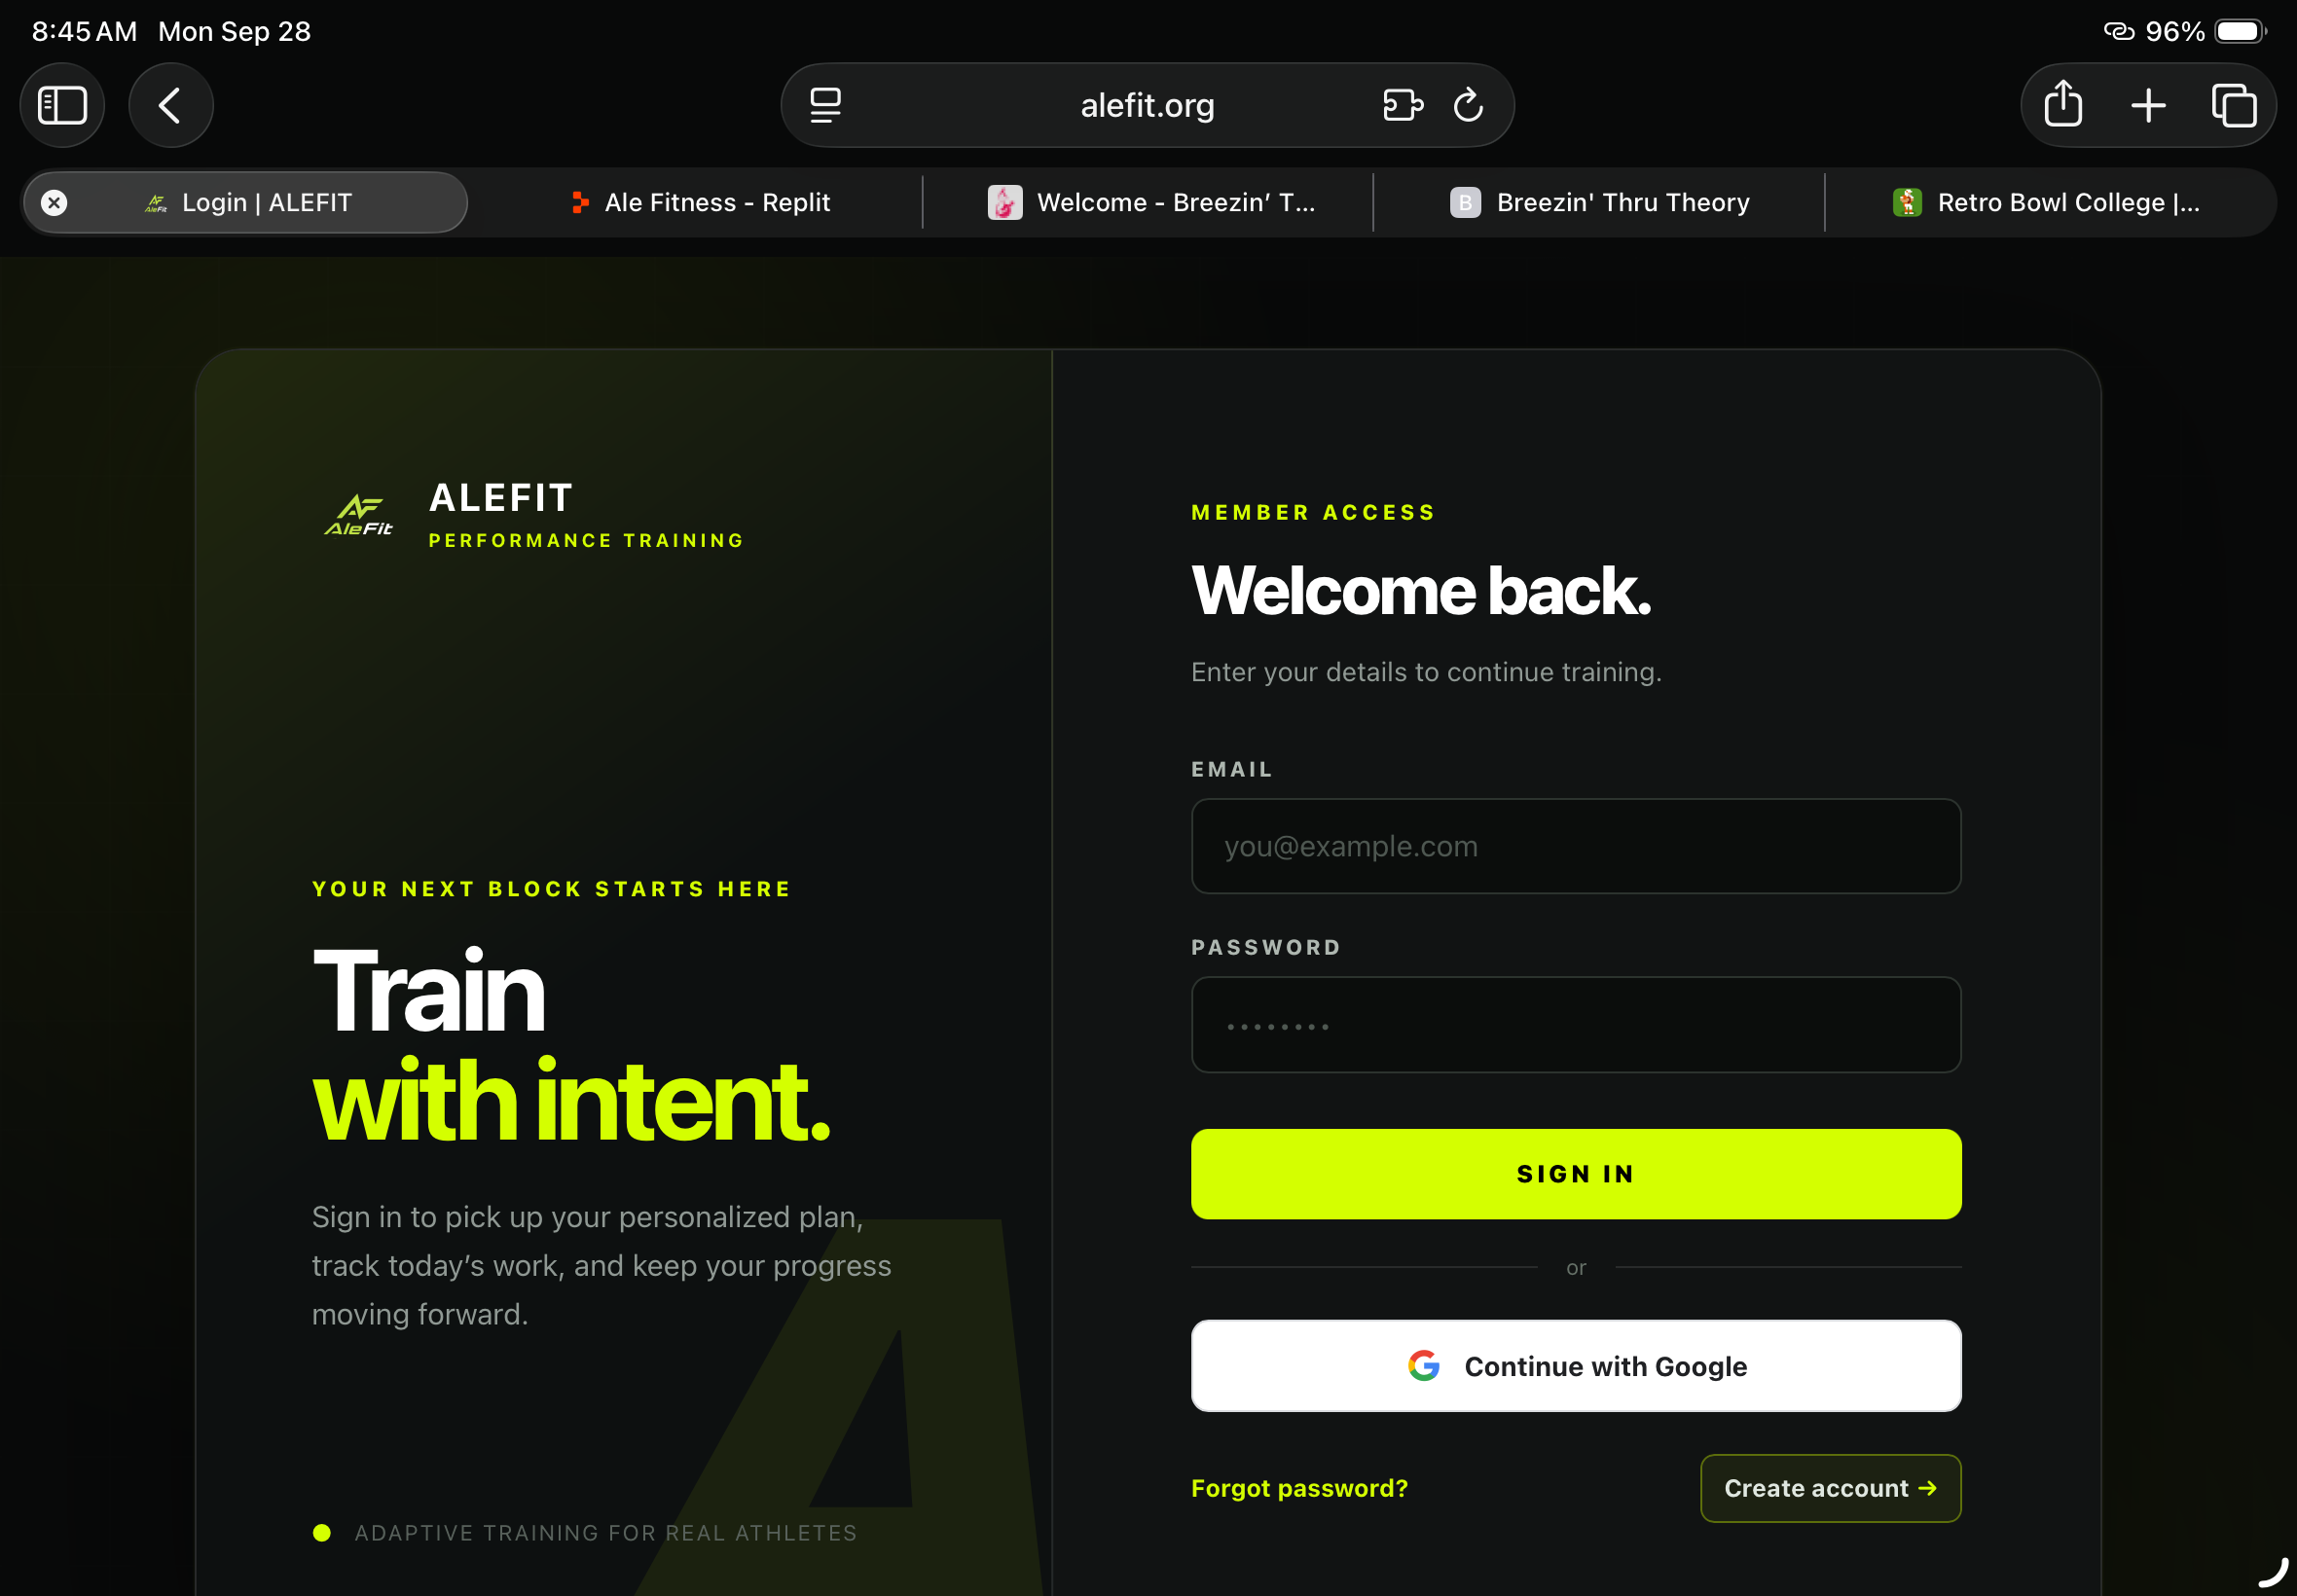 8:45 AM Mon Sep 28
96%
alefit.org
Login | ALEFIT
Ale Fitness - Replit
Welcome - Breezin’ T...
B
Breezin' Thru Theory
Retro Bowl College |...
AF
AleFit
ALEFIT
PERFORMANCE TRAINING
YOUR NEXT BLOCK STARTS HERE
Train
with intent.
Sign in to pick up your personalized plan,
track today’s work, and keep your progress
moving forward.
A
ADAPTIVE TRAINING FOR REAL ATHLETES
MEMBER ACCESS
Welcome back.
Enter your details to continue training.
EMAIL
you@example.com
PASSWORD
••••••••
SIGN IN
or
Continue with Google
Forgot password?
Create account →